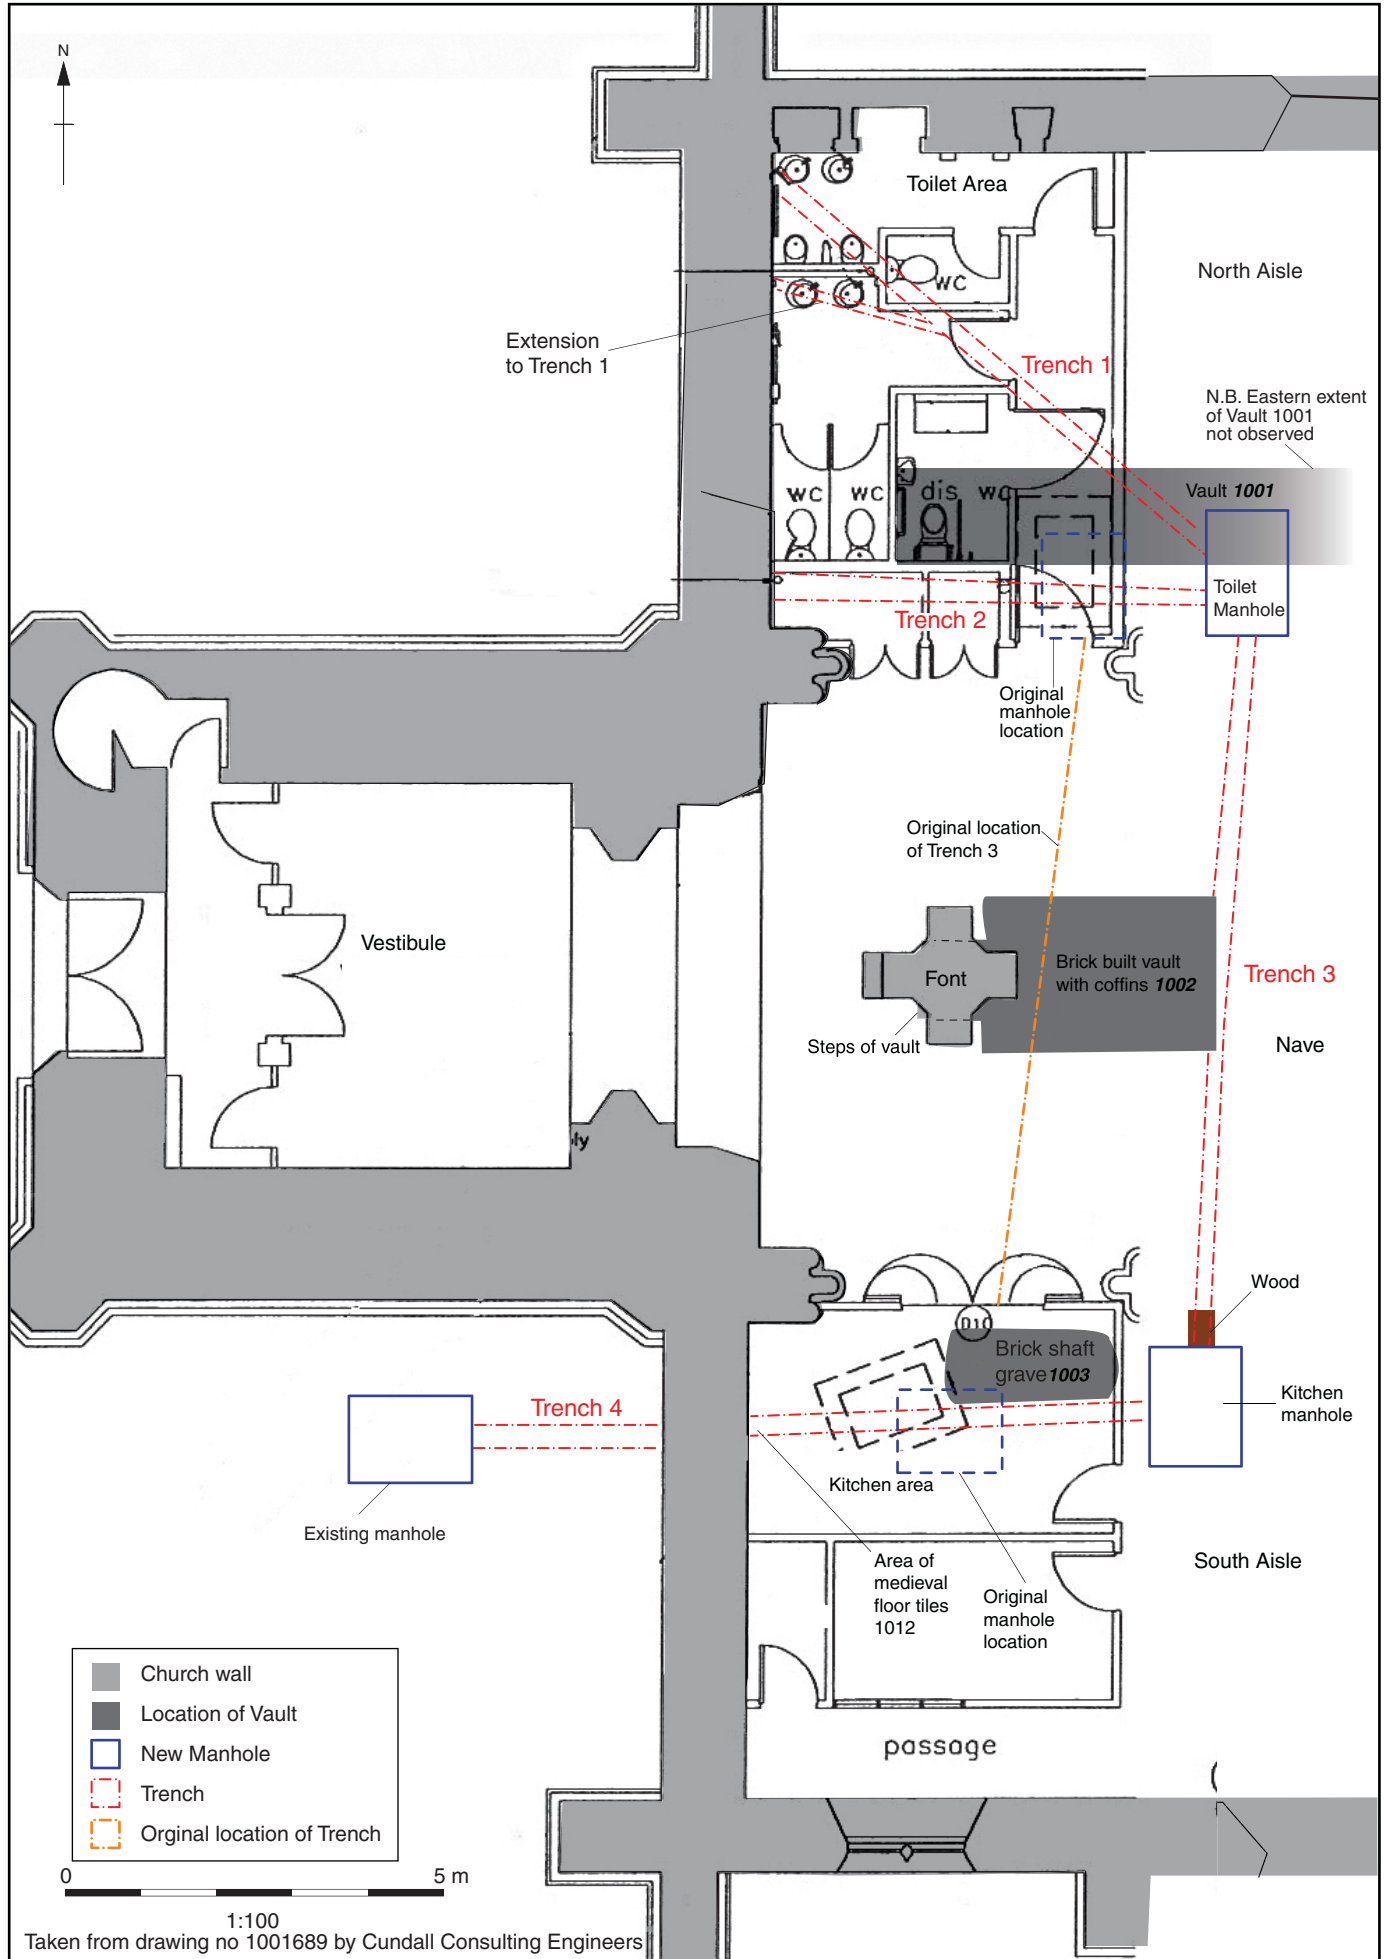 N
Toilet Area
North Aisle
wc
Extension
to Trench 1
Trench 1
N.B. Eastern extent
of Vault 1001
not observed
wc
wc
dis
wc
Vault 1001
Toilet
Manhole
Trench 2
Original
manhole
location
Original location
of Trench 3
Vestibule
Font
Brick built vault
with coffins 1002
Trench 3
Steps of vault
Nave
ly
Wood
Brick shaft
grave 1003
Trench 4
Kitchen
manhole
Kitchen area
Existing manhole
Area of
medieval
floor tiles
1012
Original
manhole
location
South Aisle
Church wall
Location of Vault
New Manhole
Trench
Orginal location of Trench
passage
0
5 m
1:100
Taken from drawing no 1001689 by Cundall Consulting Engineers